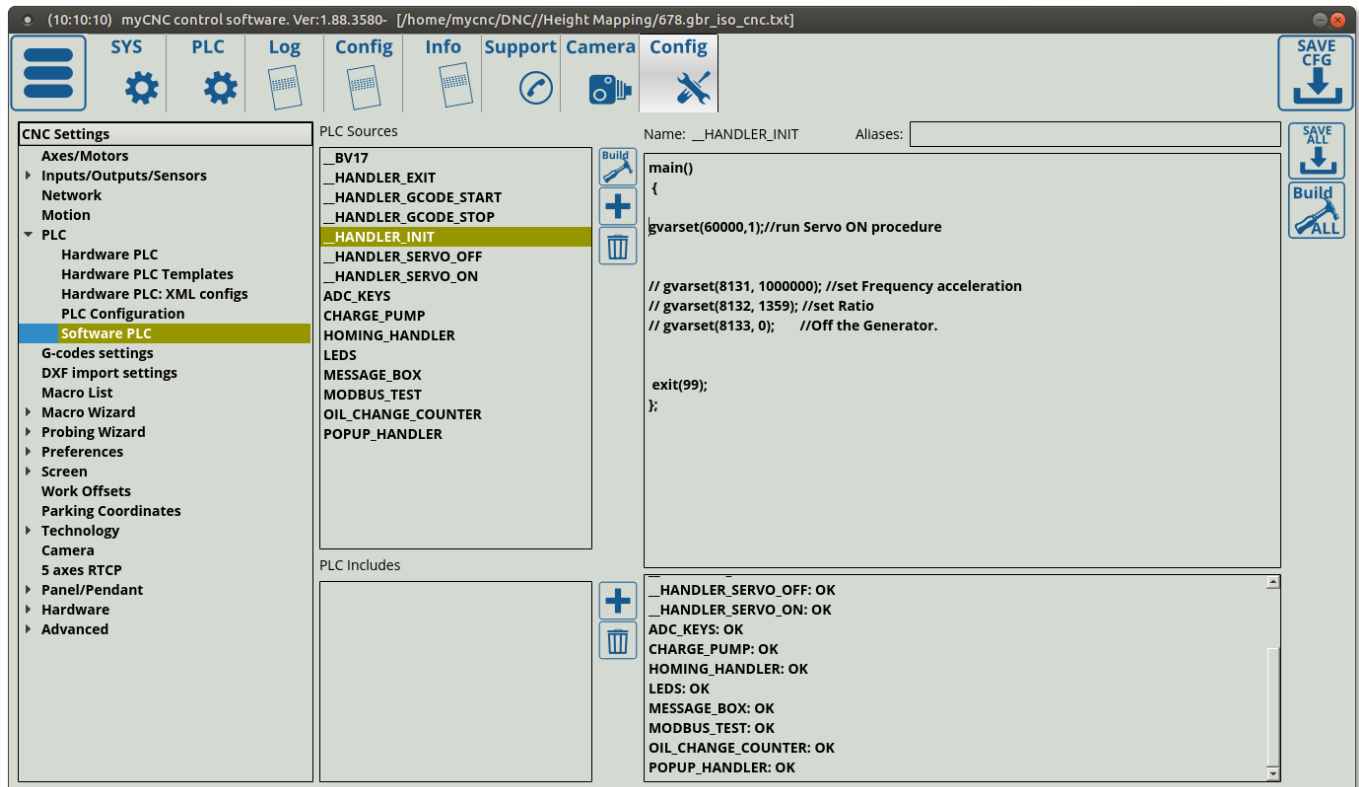 (10:10:10) myCNC control software. Ver:1.88.3580- [/home/mycnc/DNC//Height Mapping/678.gbr_iso_cnc.txt]
SYS
PLC
Log
Config
Info
Support
Camera
Config
SAVE CFG
CNC Settings
Axes/Motors
Inputs/Outputs/Sensors
Network
Motion
PLC
Hardware PLC
Hardware PLC Templates
Hardware PLC: XML configs
PLC Configuration
Software PLC
G-codes settings
DXF import settings
Macro List
Macro Wizard
Probing Wizard
Preferences
Screen
Work Offsets
Parking Coordinates
Technology
Camera
5 axes RTCP
Panel/Pendant
Hardware
Advanced
PLC Sources
__BV17
__HANDLER_EXIT
__HANDLER_GCODE_START
__HANDLER_GCODE_STOP
__HANDLER_INIT
__HANDLER_SERVO_OFF
__HANDLER_SERVO_ON
ADC_KEYS
CHARGE_PUMP
HOMING_HANDLER
LEDS
MESSAGE_BOX
MODBUS_TEST
OIL_CHANGE_COUNTER
POPUP_HANDLER
Build
PLC Includes
Name: __HANDLER_INIT
Aliases:
main()
{
gvarset(60000,1);//run Servo ON procedure
// gvarset(8131, 1000000); //set Frequency acceleration
// gvarset(8132, 1359); //set Ratio
// gvarset(8133, 0); //Off the Generator.
exit(99);
};
__HANDLER_SERVO_OFF: OK
__HANDLER_SERVO_ON: OK
ADC_KEYS: OK
CHARGE_PUMP: OK
HOMING_HANDLER: OK
LEDS: OK
MESSAGE_BOX: OK
MODBUS_TEST: OK
OIL_CHANGE_COUNTER: OK
POPUP_HANDLER: OK
SAVE
ALL
Build
ALL